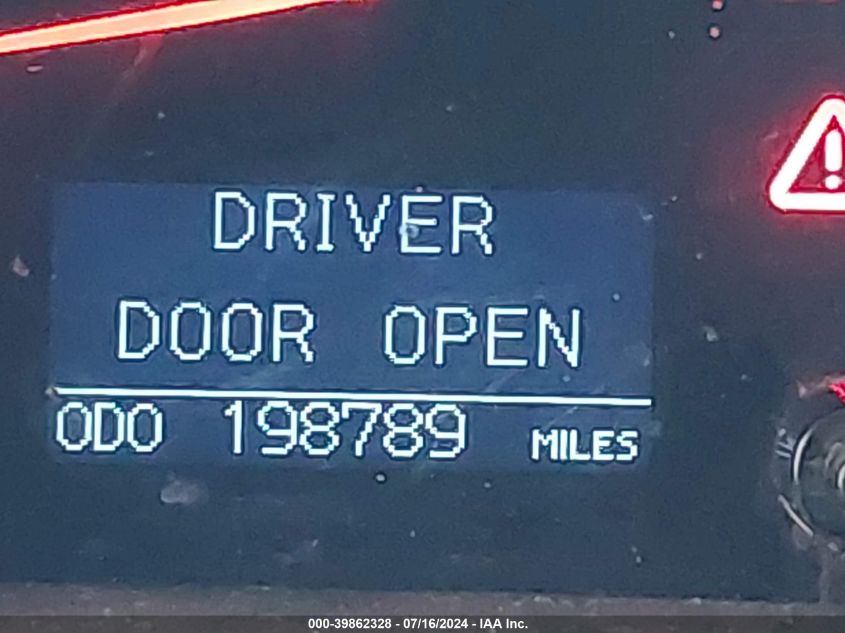 DRIVER
DOOR OPEN
ODO 198789 MILES
000-39862328 - 07/16/2024 - IAA Inc.